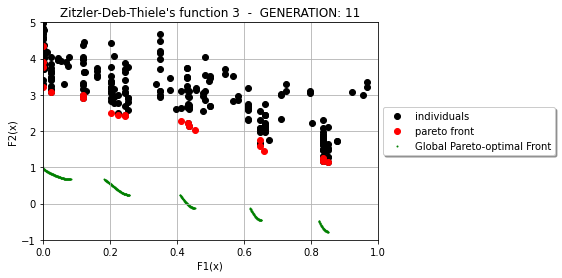 Zitzler-Deb-Thiele's function 3 - GENERATION: 11
5
4
3
2
1
0
−1
F2(x)
0.0 0.2 0.4 0.6 0.8 1.0
F1(x)
individuals
pareto front
Global Pareto-optimal Front